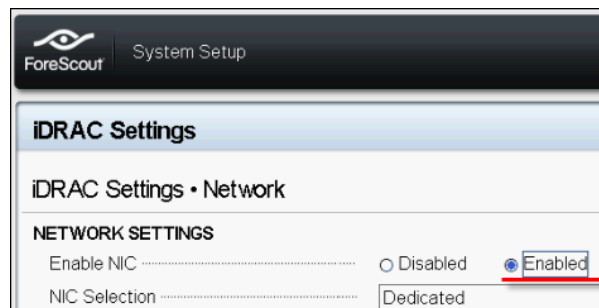 ForeScout
System Setup
iDRAC Settings
iDRAC Settings • Network
NETWORK SETTINGS
Enable NIC Disabled Enabled
NIC Selection Dedicated